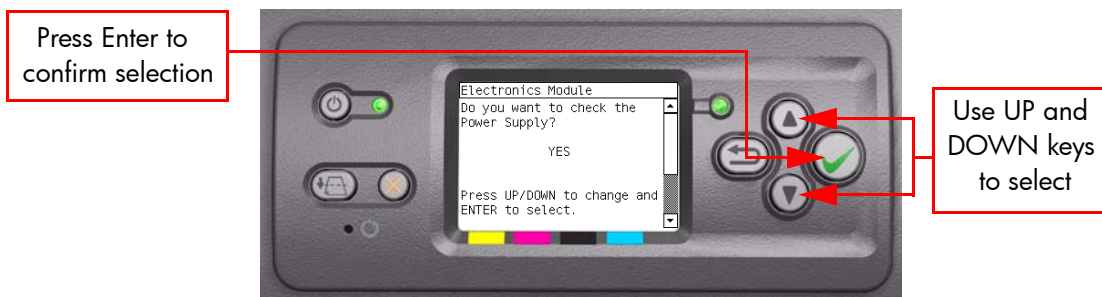 Press Enter to
confirm selection
Electronics Module
Do you want to check the
Power Supply?
YES
Press UP/DOWN to change and
ENTER to select.
Use UP and
DOWN keys
to select